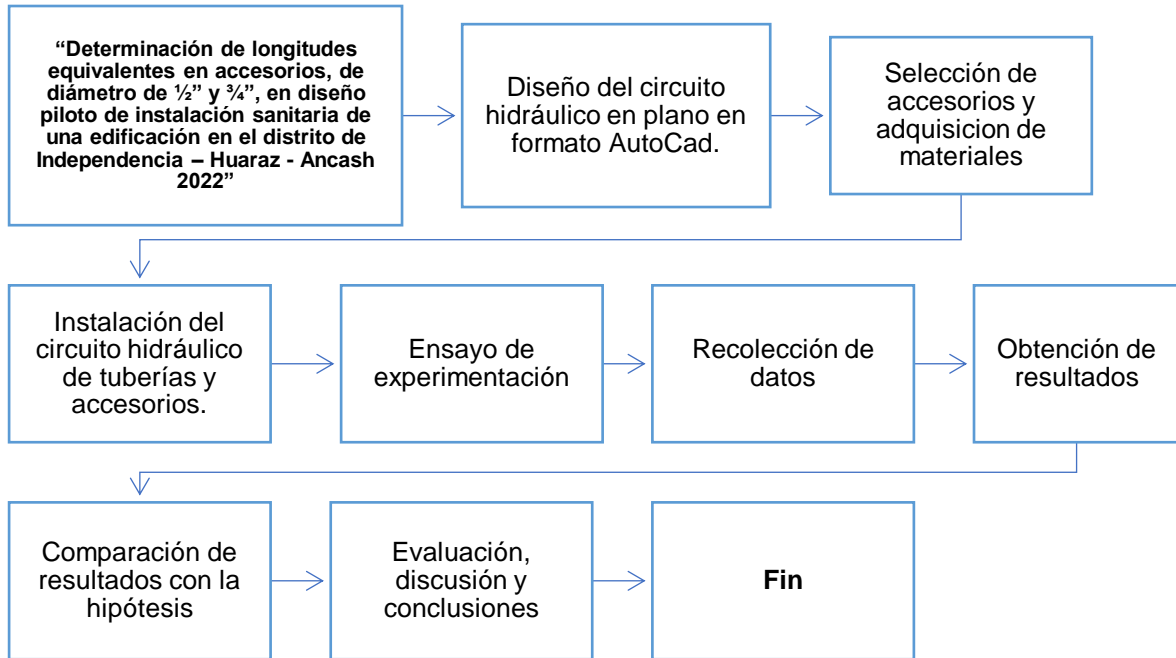 “Determinación de longitudes
equivalentes en accesorios, de
diámetro de ½” y ¾”, en diseño
piloto de instalación sanitaria de
una edificación en el distrito de
Independencia – Huaraz - Ancash
2022”
Diseño del circuito
hidráulico en plano en
formato AutoCad.
Selección de
accesorios y
adquisicion de
materiales
Instalación del
circuito hidráulico
de tuberías y
accesorios.
Ensayo de
experimentación
Recolección de
datos
Obtención de
resultados
Comparación de
resultados con la
hipótesis
Evaluación,
discusión y
conclusiones
Fin